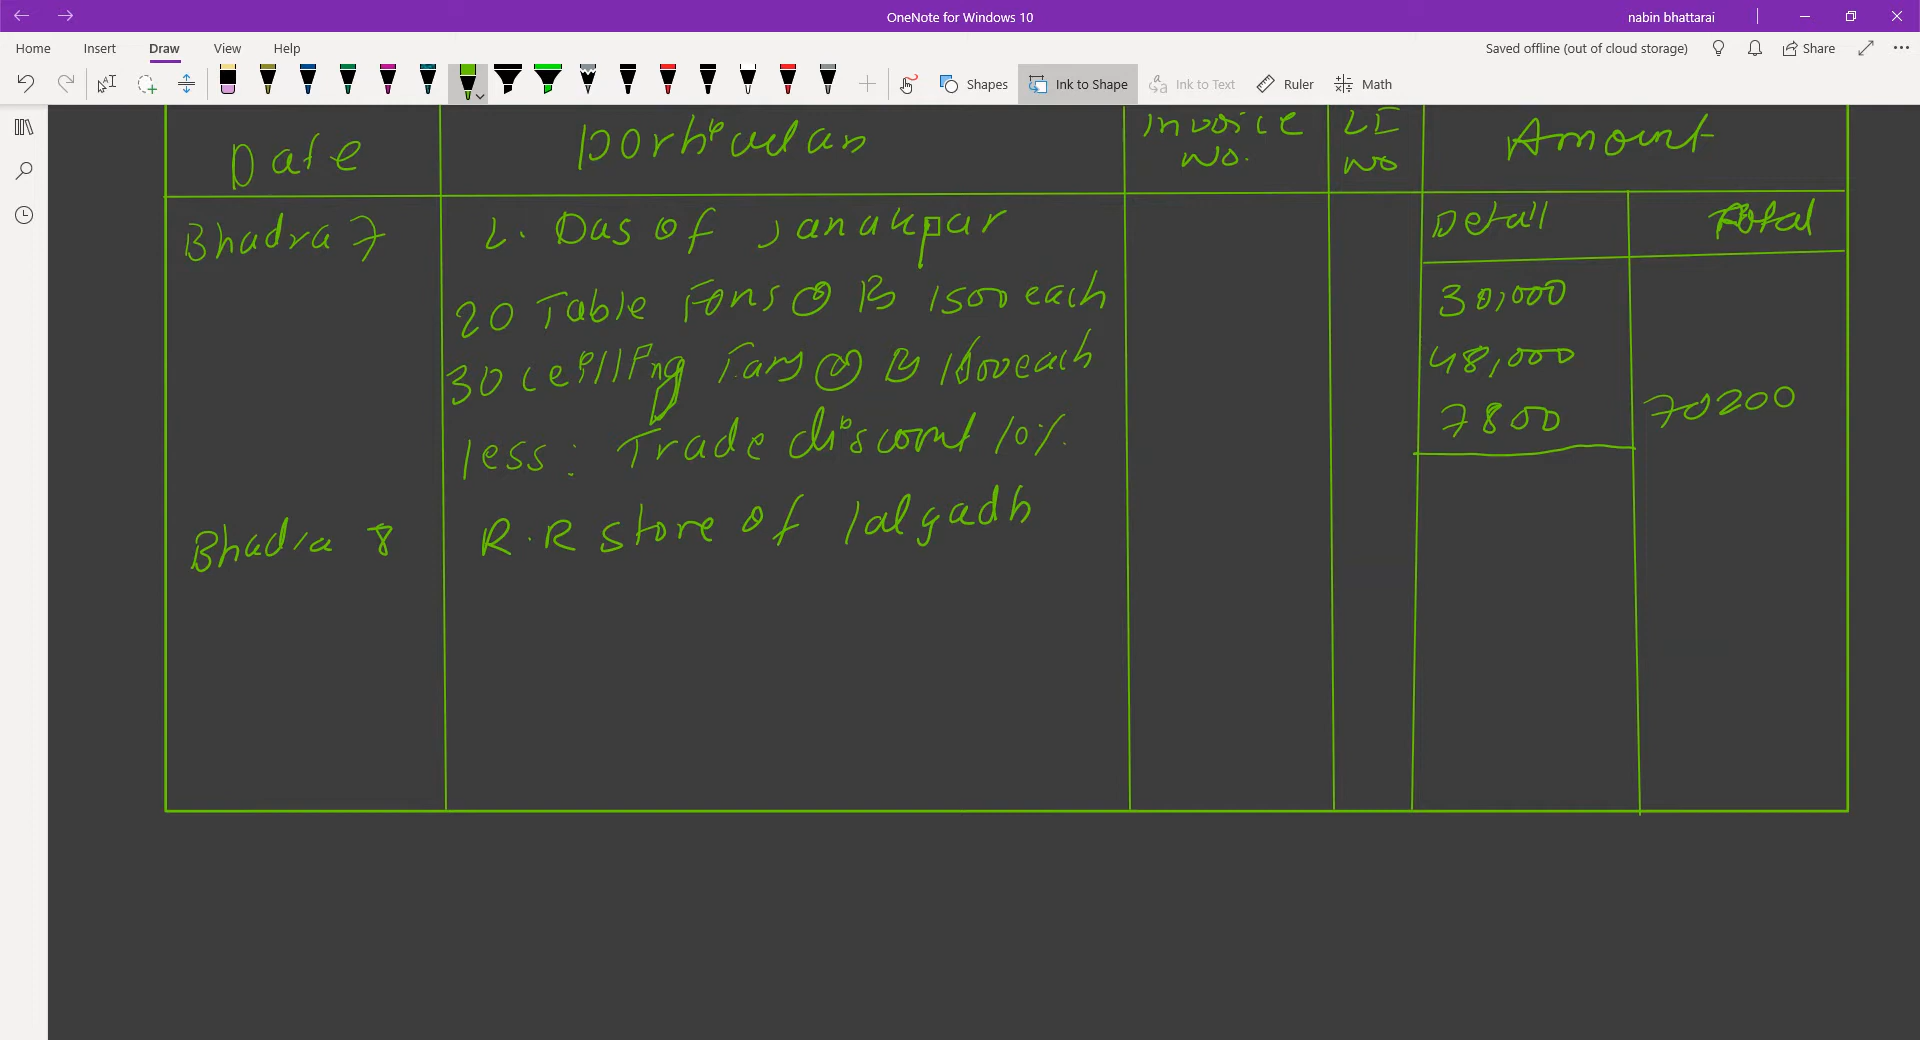 OneNote for Windows 10
nabin bhattarai
Home Insert Draw View Help
Saved offline (out of cloud storage) Share
Shapes Ink to Shape Ink to Text Ruler Math
Date Particulars Invoice No. LF No Amount
Detail Total
Bhadra 7 L. Das of Janakpur
20 Table Fans @ Rs 1500 each 30,000
30 ceilling Fans @ Rs 1600 each 48,000
less: Trade discount 10% 7800 70200
Bhadra 8 R.R store of lalgadh